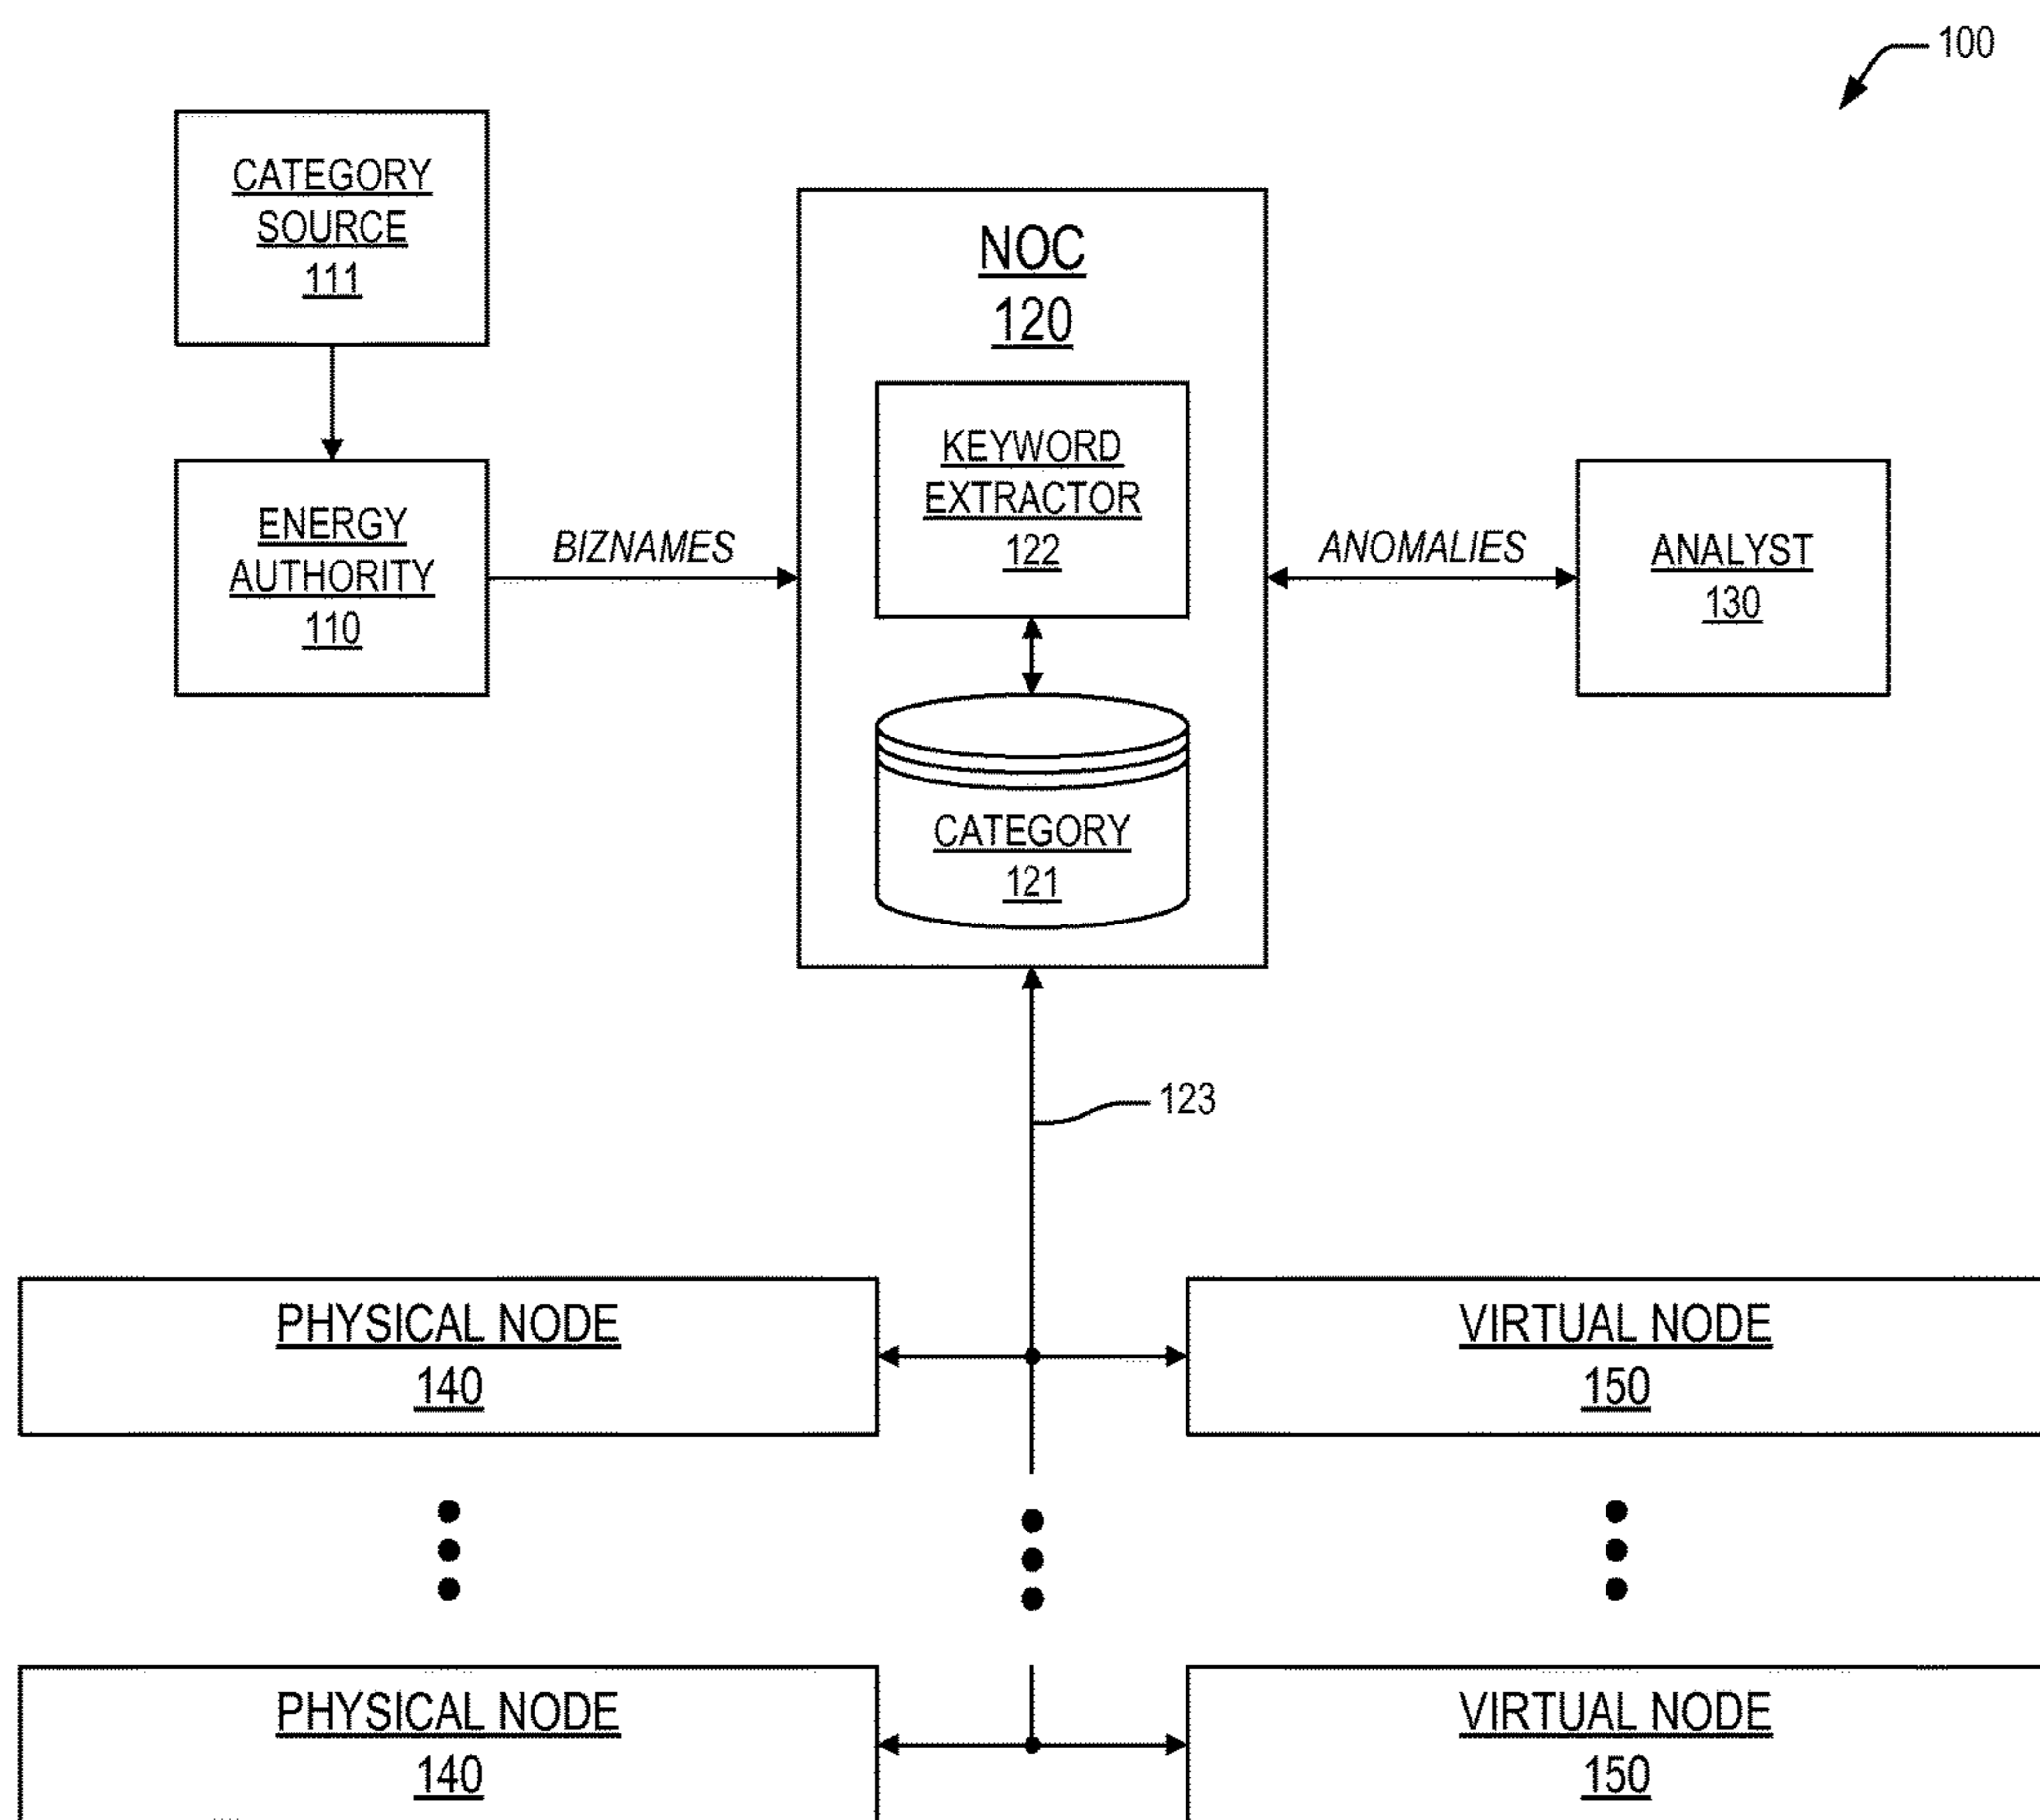 100
CATEGORY
SOURCE
111
NOC
120
KEYWORD
EXTRACTOR
122
ENERGY
AUTHORITY
110
BIZNAMES
ANOMALIES
ANALYST
130
CATEGORY
121
123
PHYSICAL NODE
140
VIRTUAL NODE
150
PHYSICAL NODE
140
VIRTUAL NODE
150